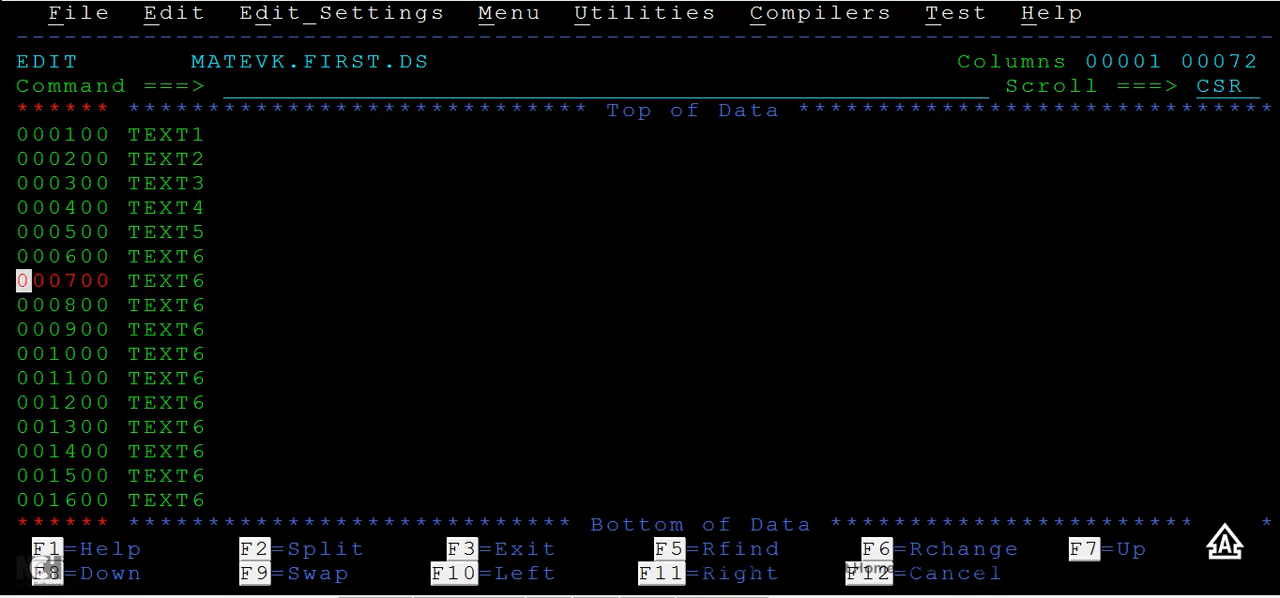 File  Edit  Edit_Settings  Menu  Utilities  Compilers  Test  Help
EDIT       MATEVK.FIRST.DS                    Columns 00001 00072
Command ===>                                  Scroll ===> CSR
****** ***************************** Top of Data ******************************
000100 TEXT1
000200 TEXT2
000300 TEXT3
000400 TEXT4
000500 TEXT5
000600 TEXT6
000700 TEXT6
000800 TEXT6
000900 TEXT6
001000 TEXT6
001100 TEXT6
001200 TEXT6
001300 TEXT6
001400 TEXT6
001500 TEXT6
001600 TEXT6
****** **************************** Bottom of Data *********************** *
F1=Help F2=Split F3=Exit F5=Rfind F6=Rchange F7=Up
F8=Down F9=Swap F10=Left F11=Right F12=Cancel
Home